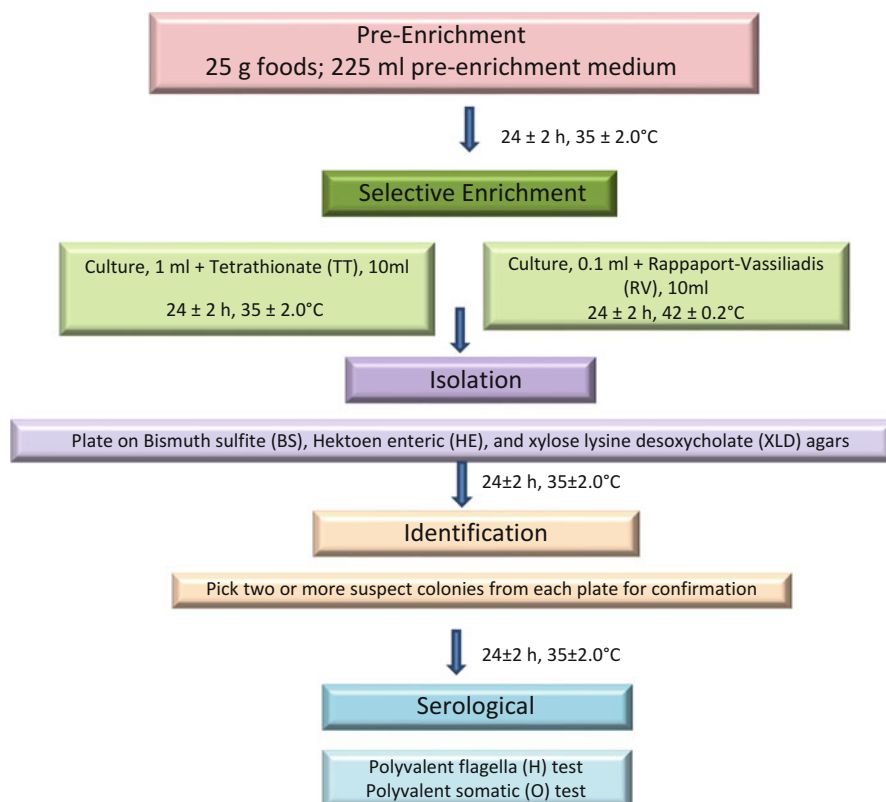 Pre-Enrichment
25 g foods; 225 ml pre-enrichment medium
24 ± 2 h, 35 ± 2.0°C
Selective Enrichment
Culture, 1 ml + Tetrathionate (TT), 10ml
24 ± 2 h, 35 ± 2.0°C
Culture, 0.1 ml + Rappaport-Vassiliadis
(RV), 10ml
24 ± 2 h, 42 ± 0.2°C
Isolation
Plate on Bismuth sulfite (BS), Hektoen enteric (HE), and xylose lysine desoxycholate (XLD) agars
24±2 h, 35±2.0°C
Identification
Pick two or more suspect colonies from each plate for confirmation
24±2 h, 35±2.0°C
Serological
Polyvalent flagella (H) test
Polyvalent somatic (O) test